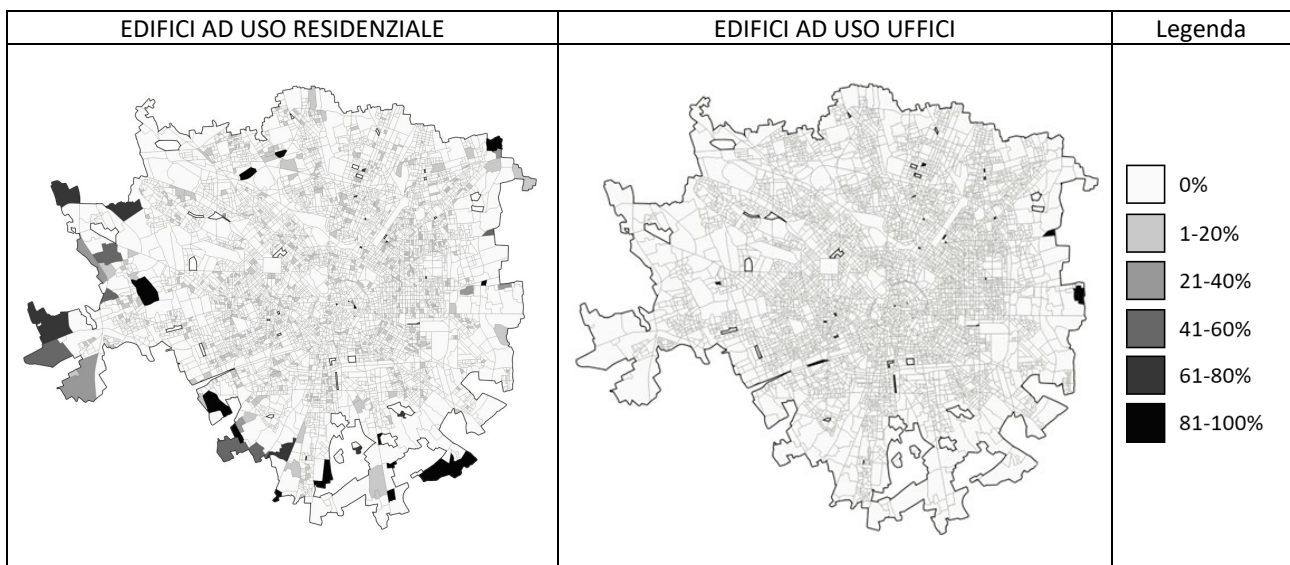 EDIFICI AD USO RESIDENZIALE
EDIFICI AD USO UFFICI
Legenda
0%
1-20%
21-40%
41-60%
61-80%
81-100%